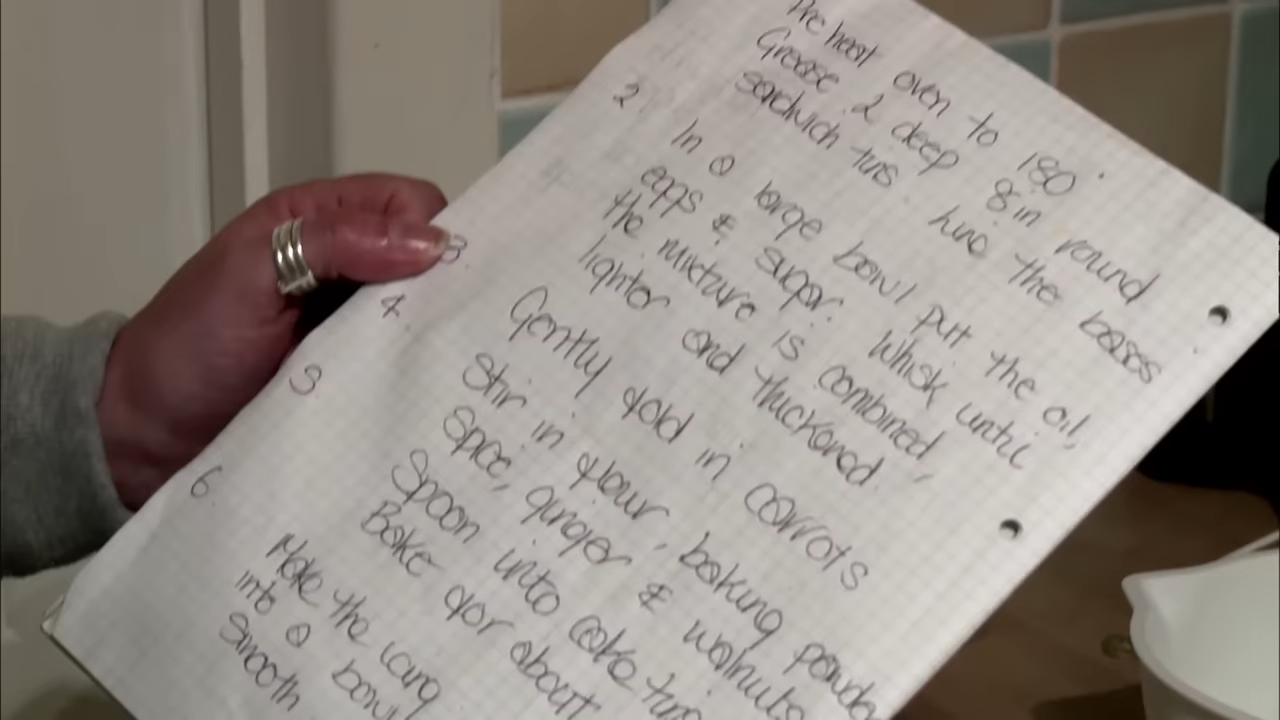 Pre heat oven to 180°
Grease 2 deep 8in round
sandwich tins line the bases
2 In a large bowl put the oil,
eggs & sugar. Whisk until
the mixture is combined,
lighter and thickened.
3. Gently fold in carrots
4. Stir in flour, baking powder
spice, ginger & walnuts
5. Spoon into cake tins
Bake for about
6. Make the icing
into a bowl
smooth